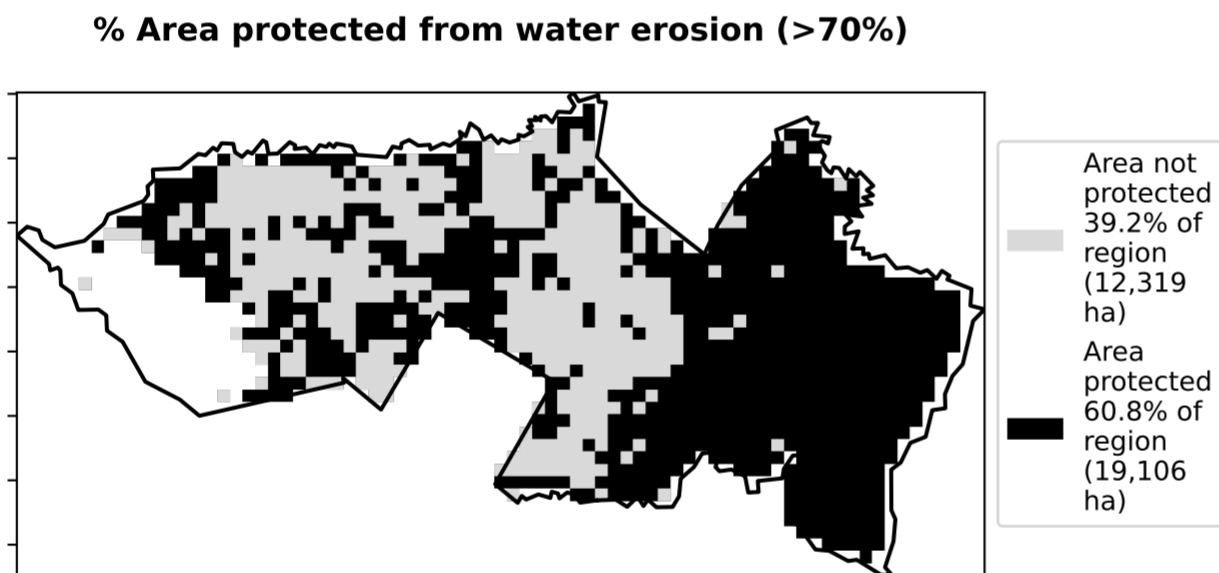 % Area protected from water erosion (>70%)
Area not
protected
39.2% of
region
(12,319
ha)
Area
protected
60.8% of
region
(19,106
ha)